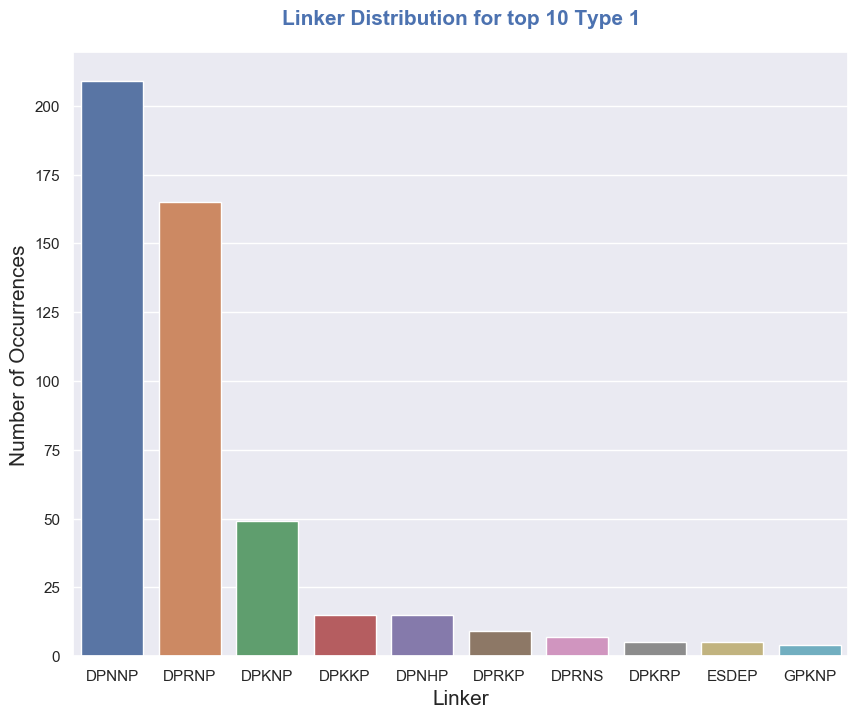 Linker Distribution for top 10 Type 1
Number of Occurrences
200
175
150
125
100
75
50
25
0
DPNNP DPRNP DPKNP DPKKP DPNHP DPRKP DPRNS DPKRP ESDEP GPKNP
Linker